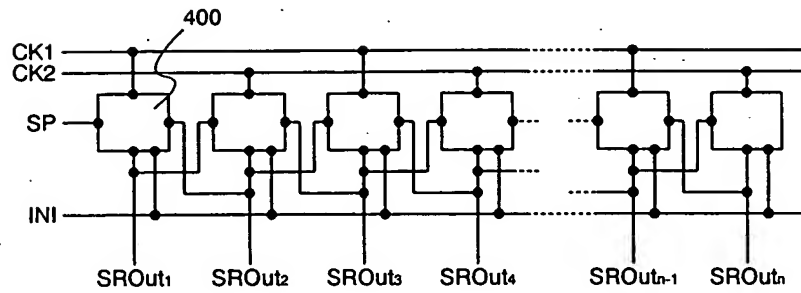 400
CK1
CK2
SP
INI
SROut1 SROut2 SROut3 SROut4 SROutn-1 SROutn